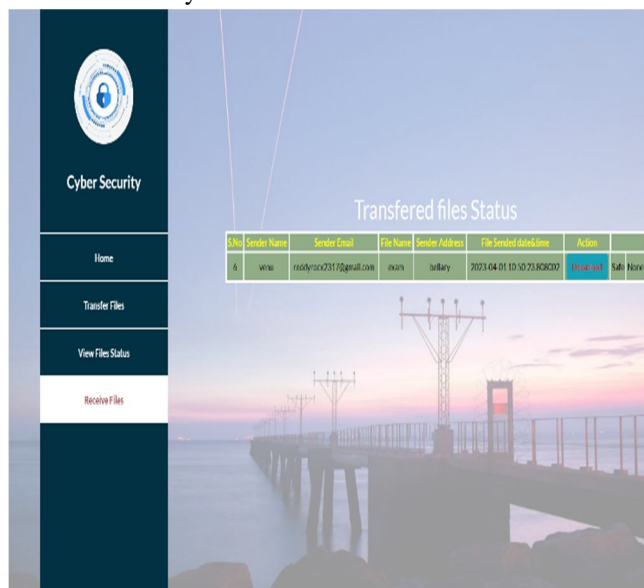 Cyber Security
Home
Transfer Files
View Files Status
Receive Files
Transfered files Status
S.No Sender Name Sender Email File Name Sender Address File Sended date&time Action
6 venu reddyrocx2317@gmail.com exam bellary 2023-04-01 10:50:23.808002 Download Safe None